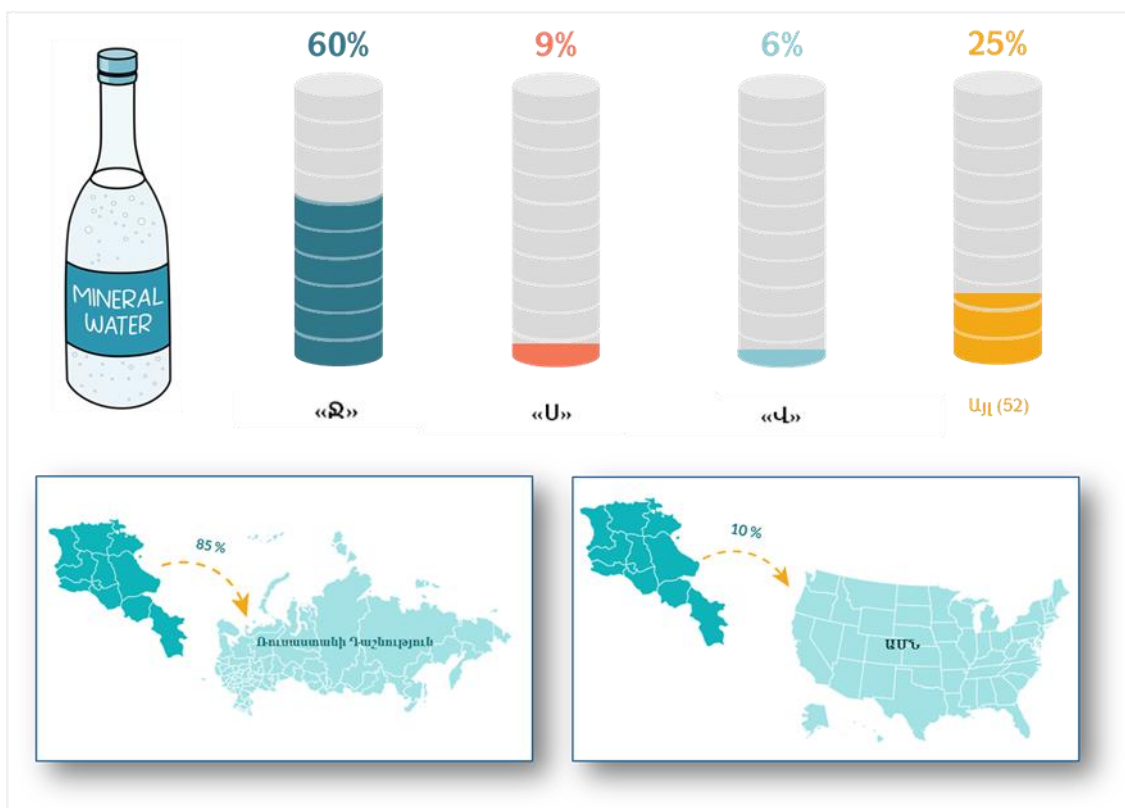 60%
9%
6%
25%
MINERAL
WATER
«Ջ»
«Ս»
«Վ»
Այլ (52)
85 %
Ռուսաստանի Դաշնություն
10 %
ԱՄՆ